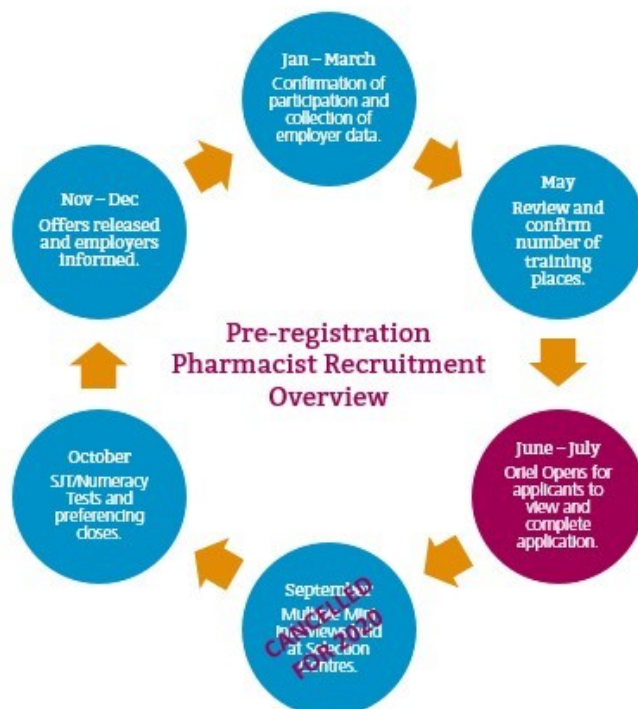 Jan – March
Confirmation of
participation and
collection of
employer data.
May
Review and
confirm
number of
training
places.
June – July
Oriel Opens for
applicants to
view and
complete
application.
September
Multiple Mini
Interviews held
at Selection
Centres.
CANCELLED
FOR 2020
October
SJT/Numeracy
Tests and
preferencing
closes.
Nov – Dec
Offers released
and employers
informed.
Pre-registration
Pharmacist Recruitment
Overview